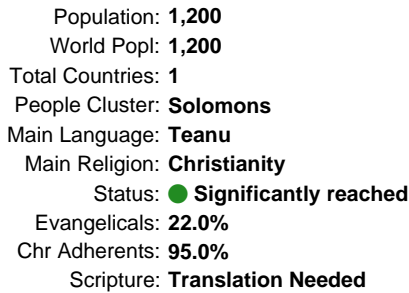 Population: 1,200
World Popl: 1,200
Total Countries: 1
People Cluster: Solomons
Main Language: Teanu
Main Religion: Christianity
Status: Significantly reached
Evangelicals: 22.0%
Chr Adherents: 95.0%
Scripture: Translation Needed